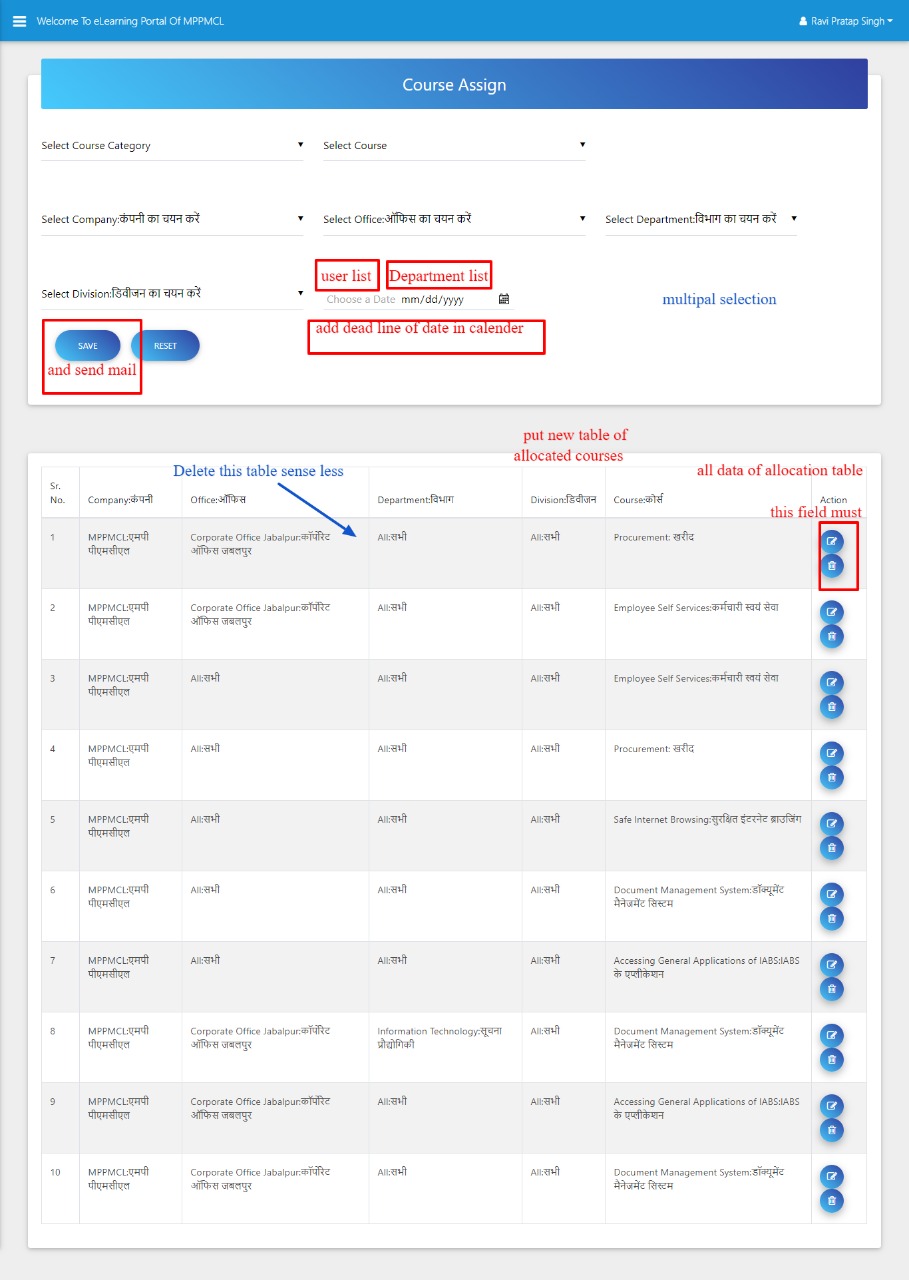 Welcome To eLearning Portal Of MPPMCL
Ravi Pratap Singh
Course Assign
Select Course Category
Select Course
Select Company:कंपनी का चयन करें
Select Office:ऑफिस का चयन करें
Select Department:विभाग का चयन करें
user list
Department list
Select Division:डिवीजन का चयन करें
Choose a Date mm/dd/yyyy
multipal selection
add dead line of date in calender
SAVE
RESET
and send mail
put new table of
allocated courses
Delete this table sense less
all data of allocation table
Sr.
No.
Company:कंपनी
Office:ऑफिस
Department:विभाग
Division:डिवीजन
Course:कोर्स
Action
this field must
1
MPPMCL:एमपी
पीएमसीएल
Corporate Office Jabalpur:कॉर्पोरेट
ऑफिस जबलपुर
All:सभी
All:सभी
Procurement: खरीद
2
MPPMCL:एमपी
पीएमसीएल
Corporate Office Jabalpur:कॉर्पोरेट
ऑफिस जबलपुर
All:सभी
All:सभी
Employee Self Services:कर्मचारी स्वयं सेवा
3
MPPMCL:एमपी
पीएमसीएल
All:सभी
All:सभी
All:सभी
Employee Self Services:कर्मचारी स्वयं सेवा
4
MPPMCL:एमपी
पीएमसीएल
All:सभी
All:सभी
All:सभी
Procurement: खरीद
5
MPPMCL:एमपी
पीएमसीएल
All:सभी
All:सभी
All:सभी
Safe Internet Browsing:सुरक्षित इंटरनेट ब्राउजिंग
6
MPPMCL:एमपी
पीएमसीएल
All:सभी
All:सभी
All:सभी
Document Management System:डॉक्यूमेंट
मैनेजमेंट सिस्टम
7
MPPMCL:एमपी
पीएमसीएल
All:सभी
All:सभी
All:सभी
Accessing General Applications of IABS:IABS
के एप्लीकेशन
8
MPPMCL:एमपी
पीएमसीएल
Corporate Office Jabalpur:कॉर्पोरेट
ऑफिस जबलपुर
Information Technology:सूचना
प्रौद्योगिकी
All:सभी
Document Management System:डॉक्यूमेंट
मैनेजमेंट सिस्टम
9
MPPMCL:एमपी
पीएमसीएल
Corporate Office Jabalpur:कॉर्पोरेट
ऑफिस जबलपुर
All:सभी
All:सभी
Accessing General Applications of IABS:IABS
के एप्लीकेशन
10
MPPMCL:एमपी
पीएमसीएल
Corporate Office Jabalpur:कॉर्पोरेट
ऑफिस जबलपुर
All:सभी
All:सभी
Document Management System:डॉक्यूमेंट
मैनेजमेंट सिस्टम